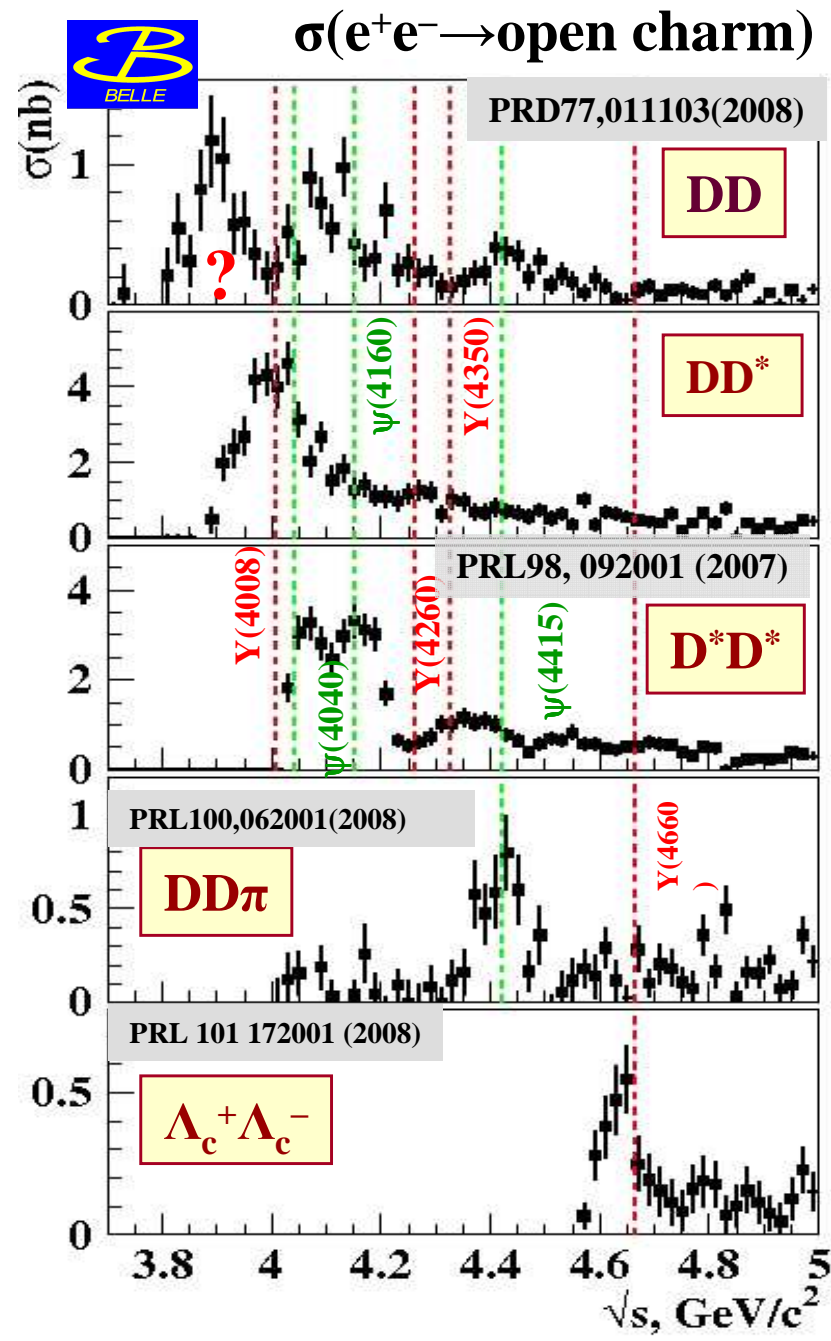 σ(e⁺e⁻→open charm)
B
BELLE
PRD77,011103(2008)
σ(nb)
1
0
DD
?
4
2
0
ψ(4160)
Y(4350)
DD*
PRL98, 092001 (2007)
4
2
0
Y(4008)
ψ(4040)
Y(4260)
ψ(4415)
D*D*
PRL100,062001(2008)
1
0.5
0
DDπ
Y(4660
)
PRL 101 172001 (2008)
0.5
0
Λc⁺Λc⁻
3.8 4 4.2 4.4 4.6 4.8 5
√s, GeV/c²